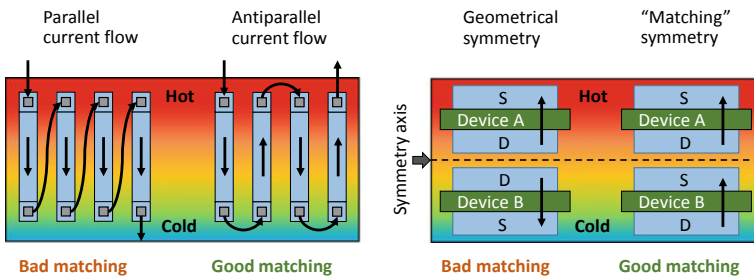 Parallel
current flow
Antiparallel
current flow
Hot
Cold
Bad matching
Good matching
Geometrical
symmetry
“Matching”
symmetry
Symmetry axis
Hot
S
Device A
D
S
Device A
D
D
Device B
S
S
Device B
D
Cold
Bad matching
Good matching